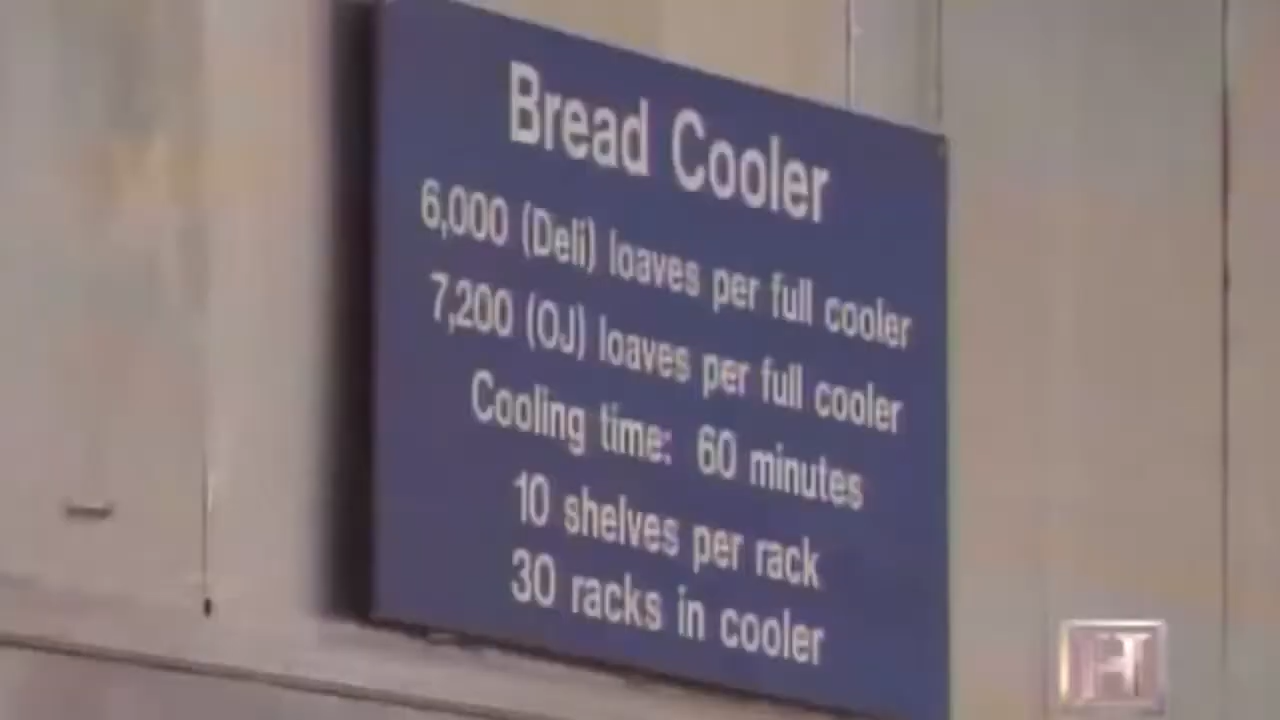 Bread Cooler
6,000 (Deli) loaves per full cooler
7,200 (OJ) loaves per full cooler
Cooling time: 60 minutes
10 shelves per rack
30 racks in cooler
H